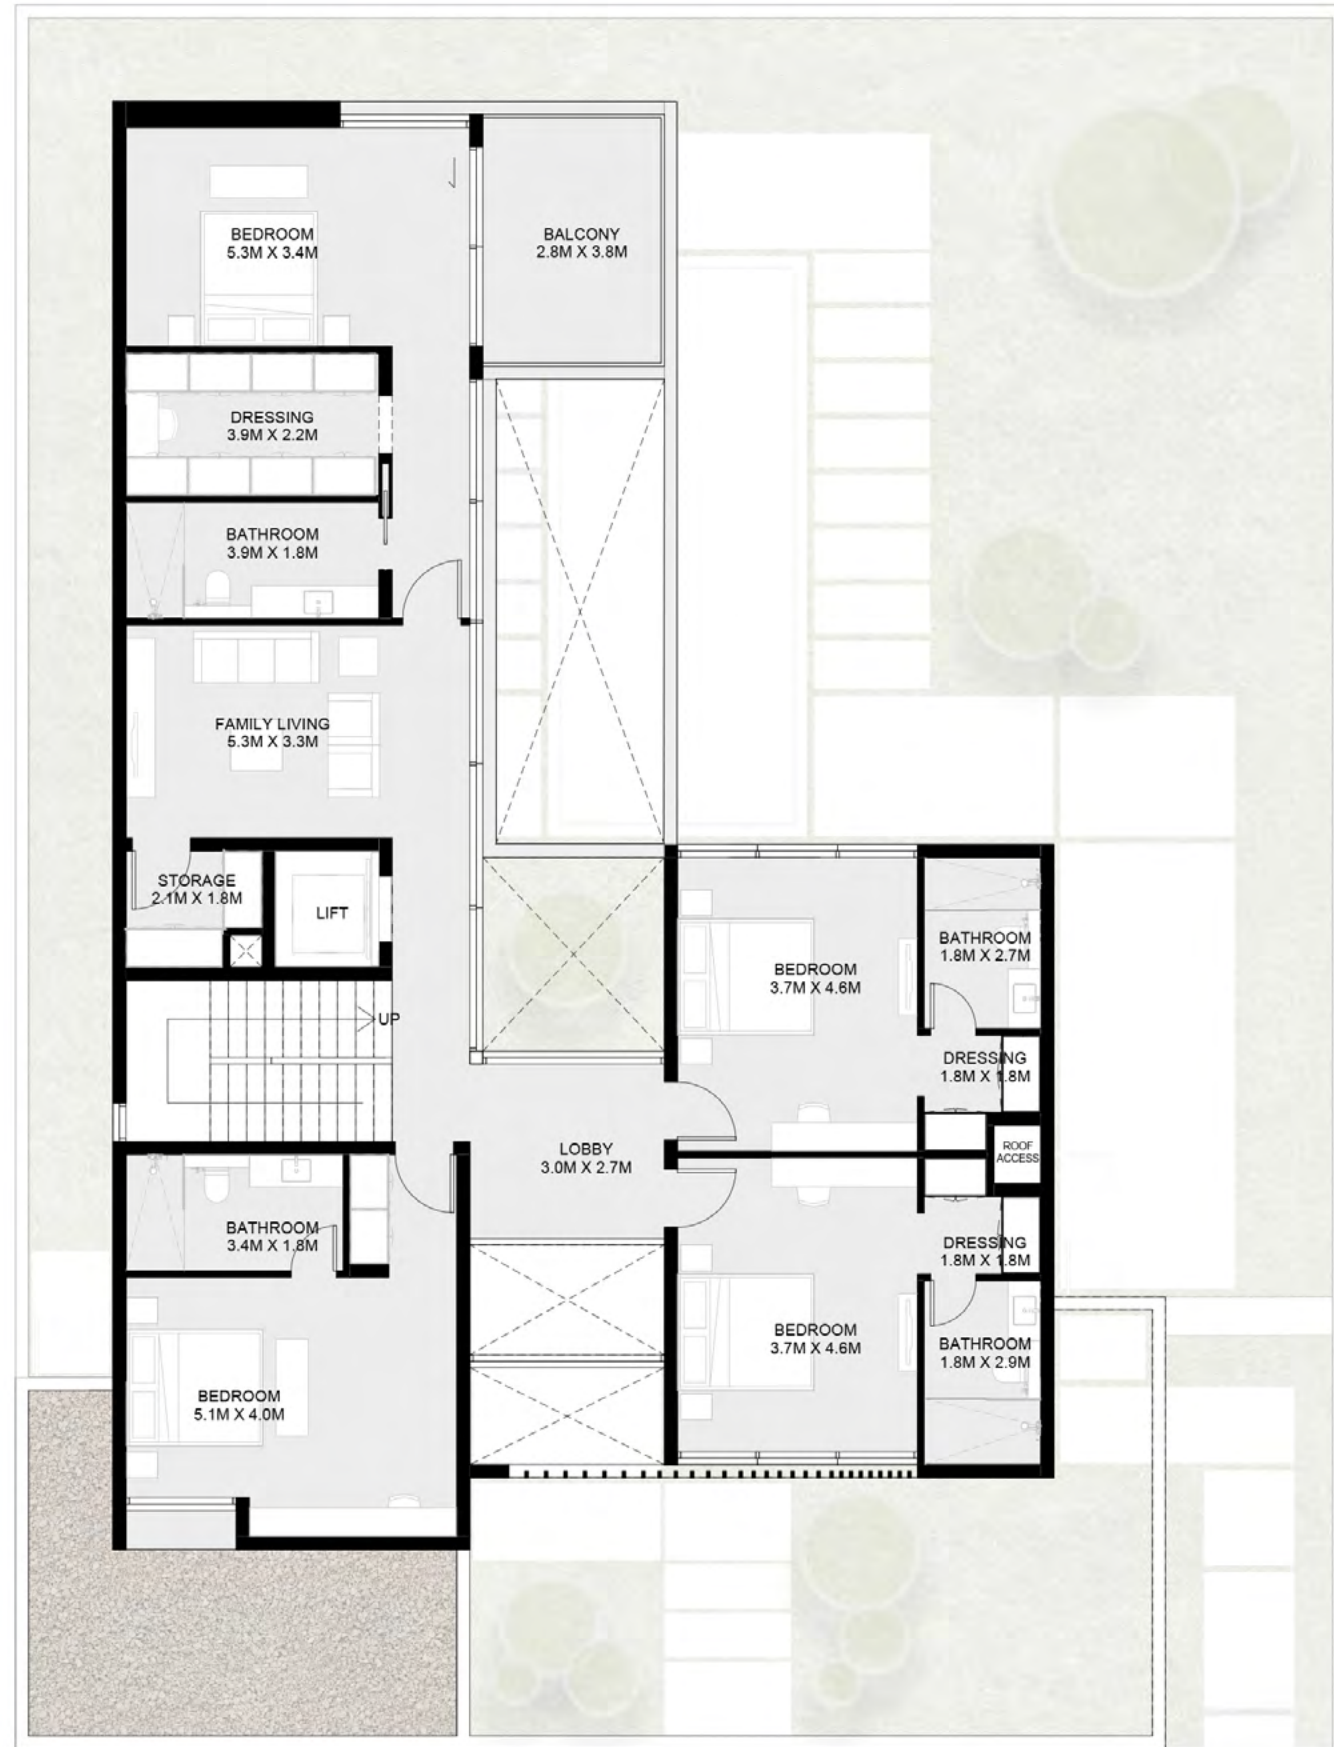 BEDROOM
5.3M X 3.4M
BALCONY
2.8M X 3.8M
DRESSING
3.9M X 2.2M
BATHROOM
3.9M X 1.8M
FAMILY LIVING
5.3M X 3.3M
STORAGE
2.1M X 1.8M
LIFT
BATHROOM
1.8M X 2.7M
BEDROOM
3.7M X 4.6M
UP
DRESSING
1.8M X 1.8M
LOBBY
3.0M X 2.7M
ROOF
ACCESS
BATHROOM
3.4M X 1.8M
DRESSING
1.8M X 1.8M
BEDROOM
3.7M X 4.6M
BATHROOM
1.8M X 2.9M
BEDROOM
5.1M X 4.0M